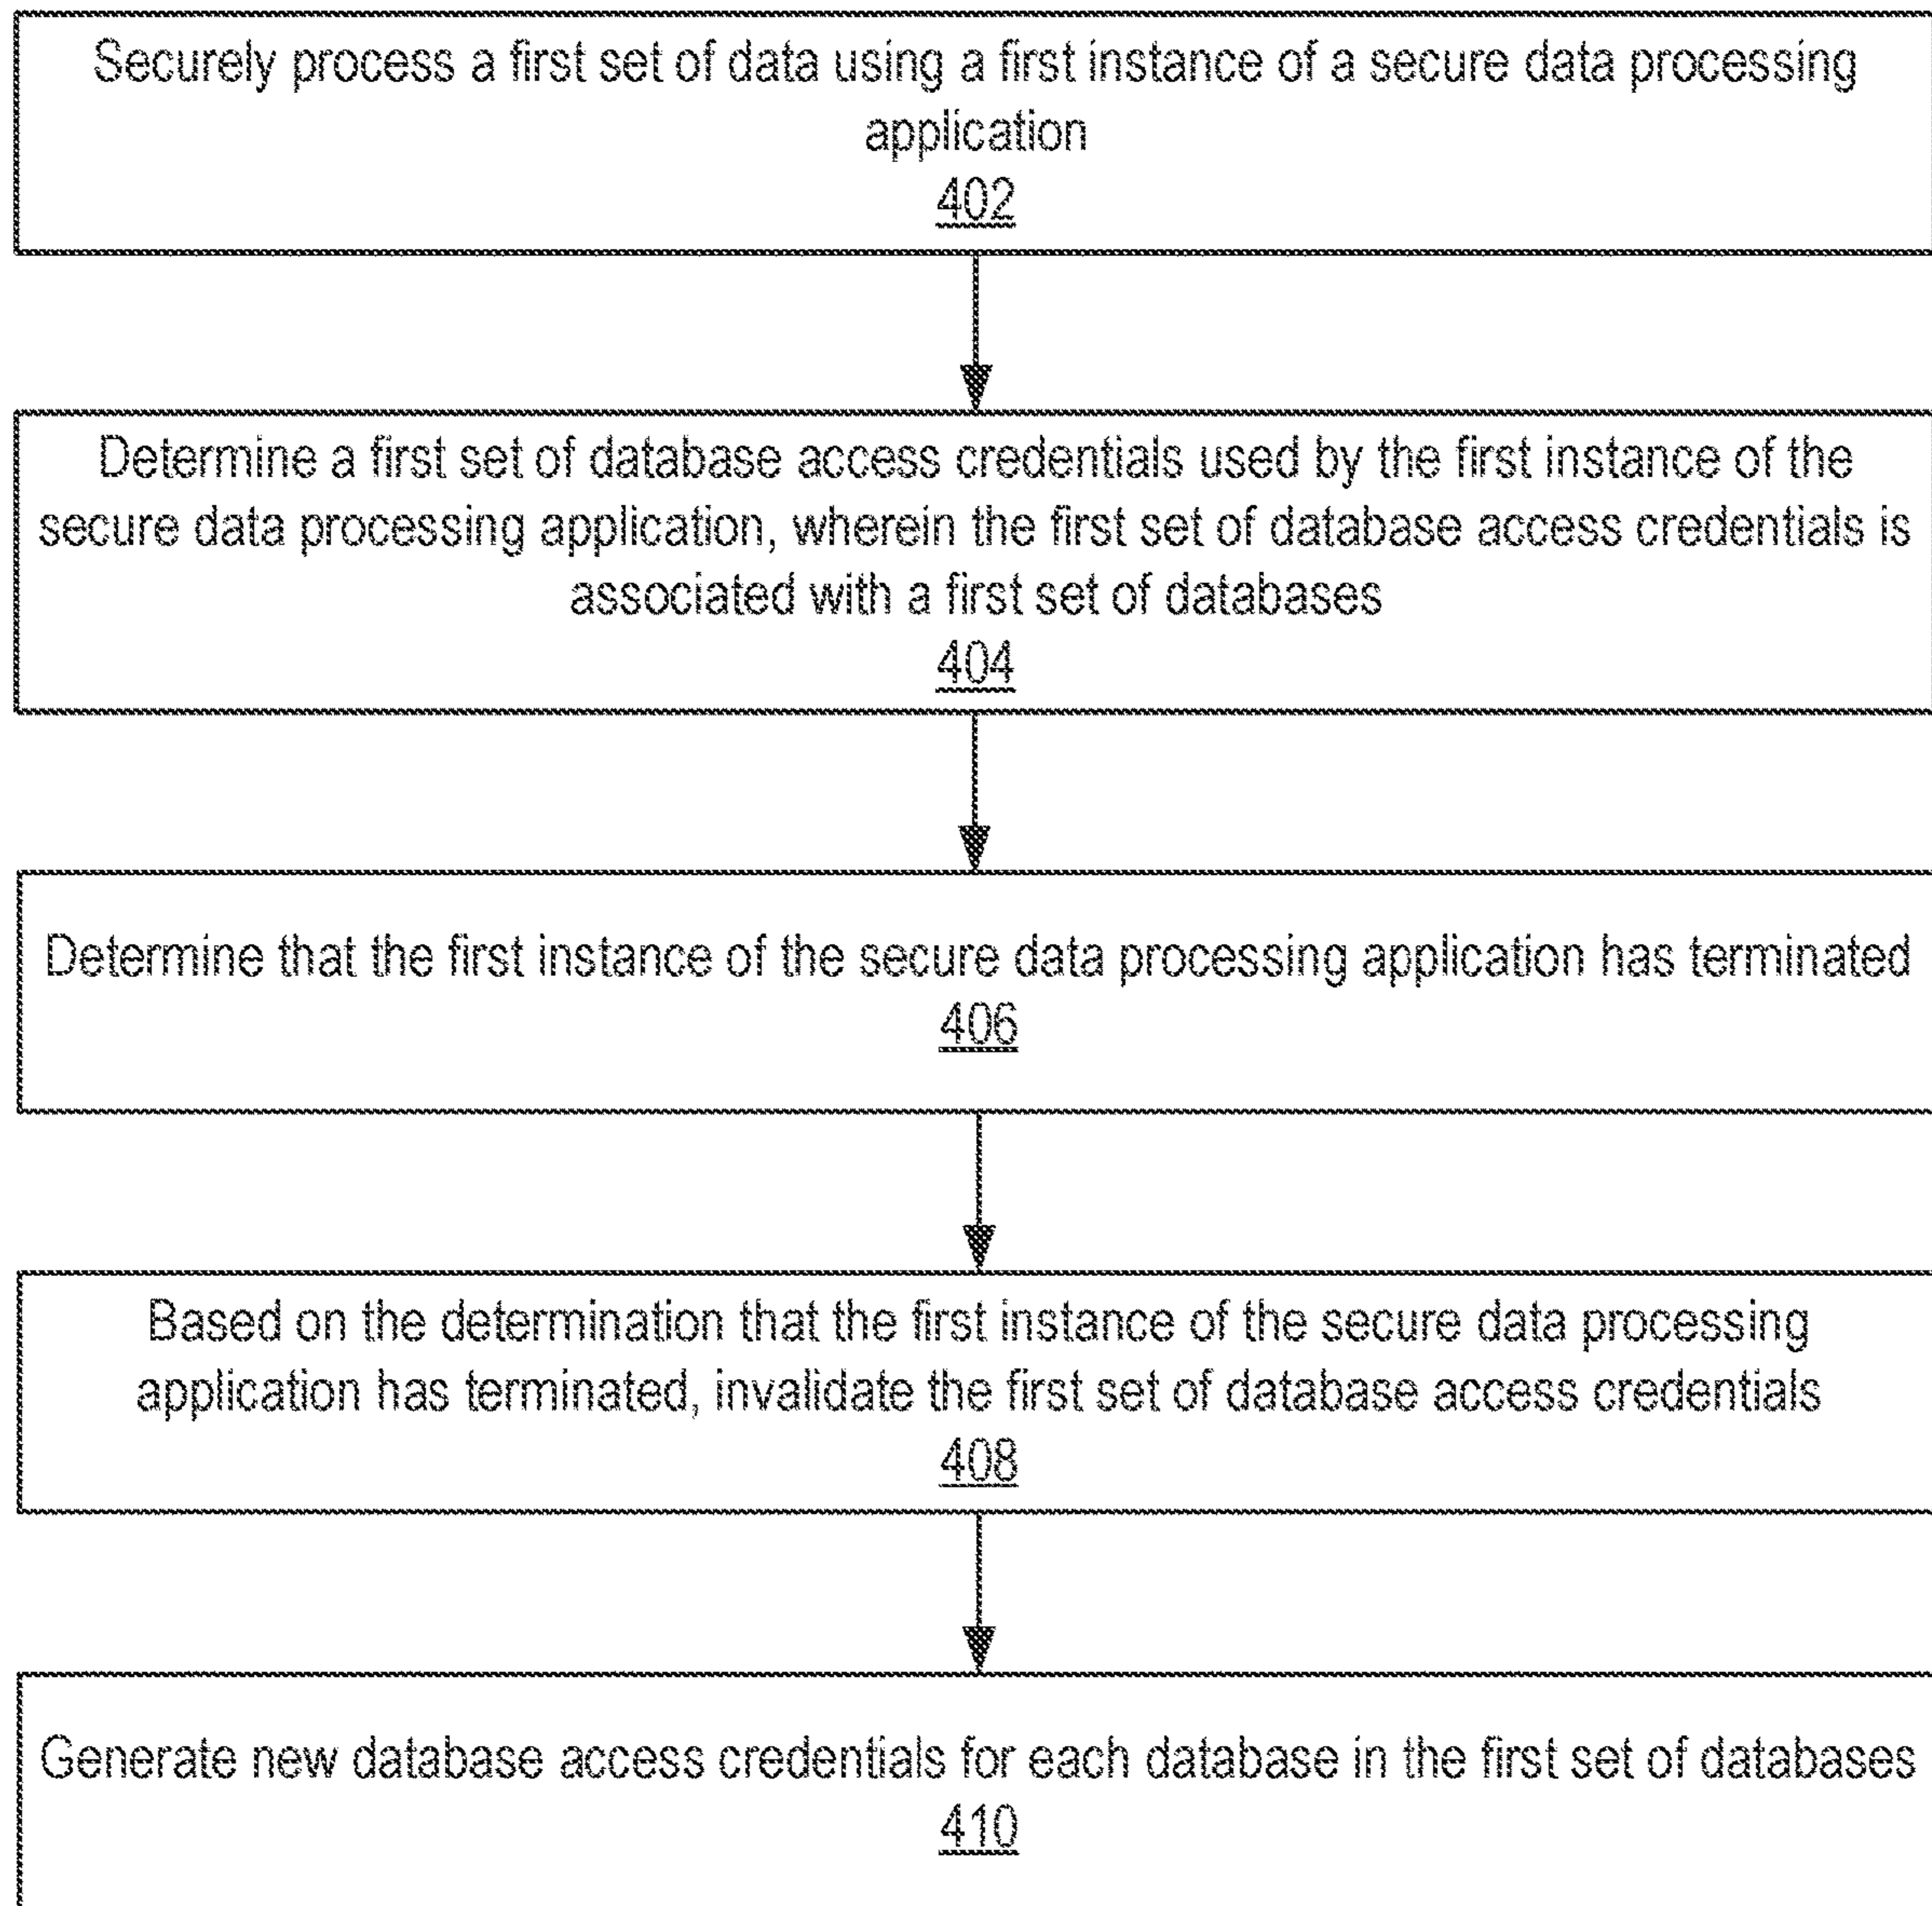 Securely process a first set of data using a first instance of a secure data processing
application
402
Determine a first set of database access credentials used by the first instance of the
secure data processing application, wherein the first set of database access credentials is
associated with a first set of databases
404
Determine that the first instance of the secure data processing application has terminated
406
Based on the determination that the first instance of the secure data processing
application has terminated, invalidate the first set of database access credentials
408
Generate new database access credentials for each database in the first set of databases
410